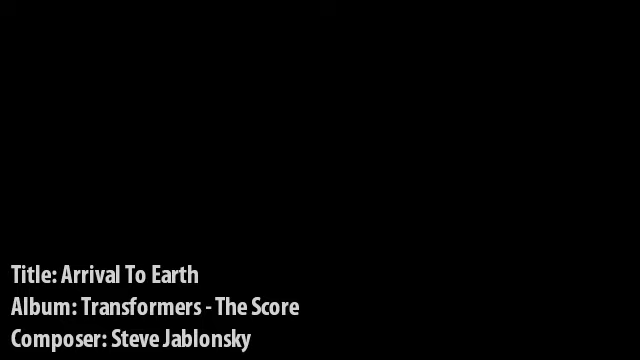 Title: Arrival To Earth
Album: Transformers - The Score
Composer: Steve Jablonsky